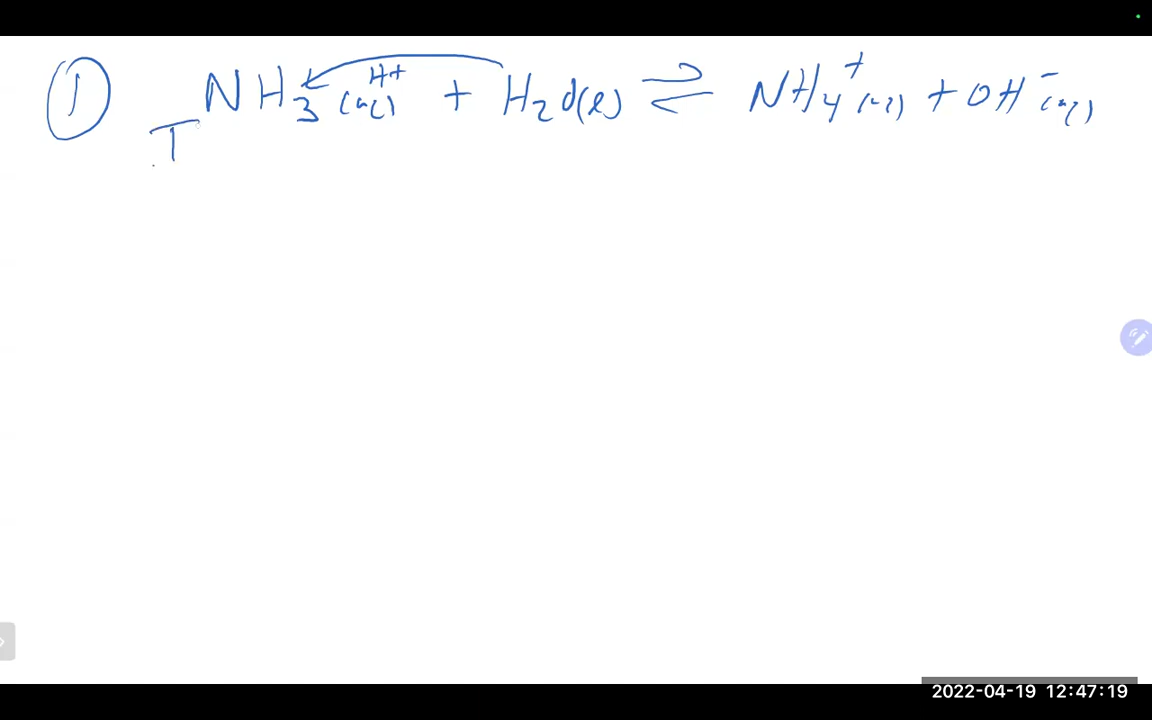 ① NH₃(aq) + H₂O(l) ⇌ NH₄⁺(aq) + OH⁻(aq)
H+
I
2022-04-19 12:47:19